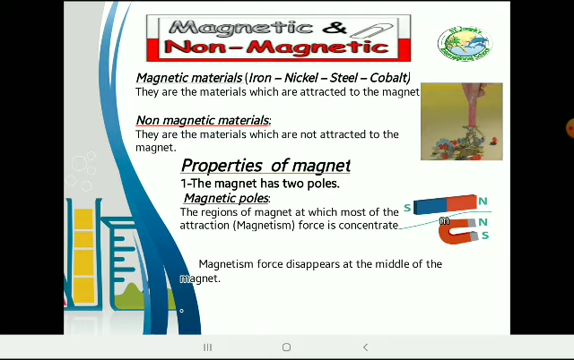 Magnetic &
Non-Magnetic
Magnetic materials (Iron – Nickel – Steel – Cobalt)
They are the materials which are attracted to the magnet
Non magnetic materials:
They are the materials which are not attracted to the
magnet.
Properties of magnet
1-The magnet has two poles.
Magnetic poles:
The regions of magnet at which most of the
attraction (Magnetism) force is concentrate
S N
N
S
Magnetism force disappears at the middle of the
magnet.